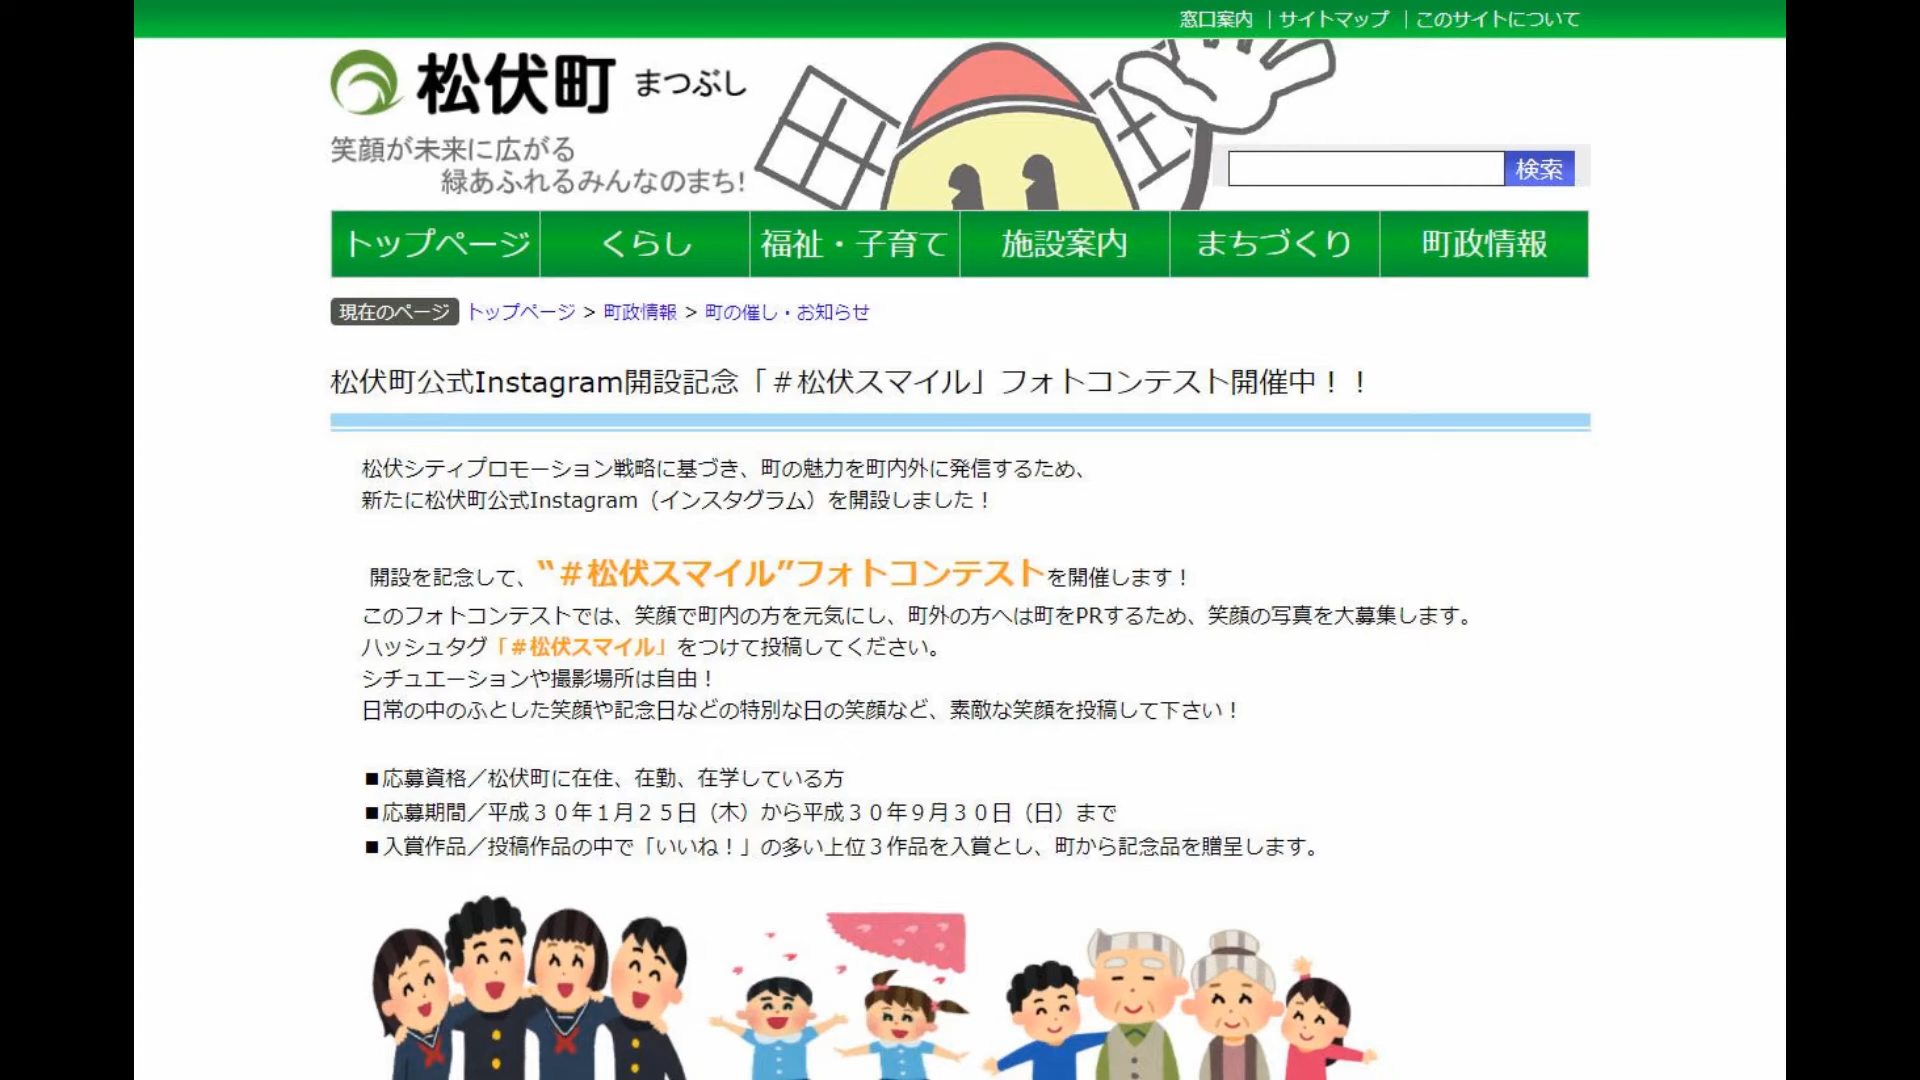 窓口案内 ｜サイトマップ ｜このサイトについて
松伏町 まつぶし
笑顔が未来に広がる
緑あふれるみんなのまち!
検索
トップページ くらし 福祉・子育て 施設案内 まちづくり 町政情報
現在のページ トップページ > 町政情報 > 町の催し・お知らせ
松伏町公式Instagram開設記念「＃松伏スマイル」フォトコンテスト開催中！！
松伏シティプロモーション戦略に基づき、町の魅力を町内外に発信するため、
新たに松伏町公式Instagram（インスタグラム）を開設しました！
開設を記念して、“＃松伏スマイル”フォトコンテストを開催します！
このフォトコンテストでは、笑顔で町内の方を元気にし、町外の方へは町をPRするため、笑顔の写真を大募集します。
ハッシュタグ「＃松伏スマイル」をつけて投稿してください。
シチュエーションや撮影場所は自由！
日常の中のふとした笑顔や記念日などの特別な日の笑顔など、素敵な笑顔を投稿して下さい！
■応募資格／松伏町に在住、在勤、在学している方
■応募期間／平成３０年１月２５日（木）から平成３０年９月３０日（日）まで
■入賞作品／投稿作品の中で「いいね！」の多い上位３作品を入賞とし、町から記念品を贈呈します。